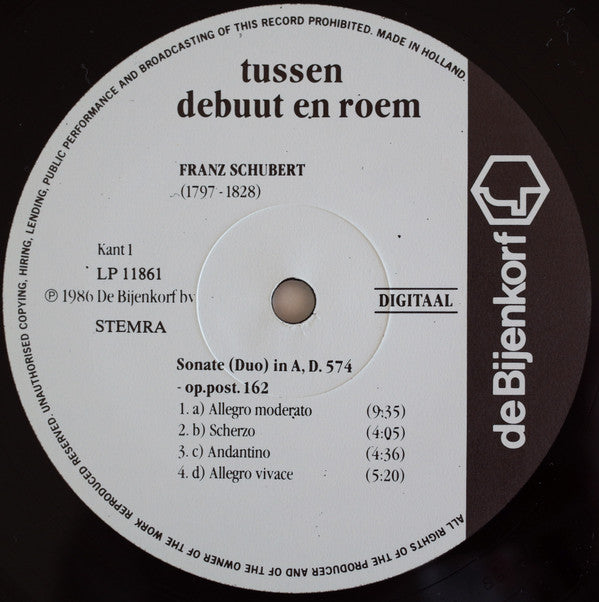 ALL RIGHTS OF THE PRODUCER AND OF THE OWNER OF THE WORK REPRODUCED RESERVED. UNAUTHORISED COPYING, HIRING, LENDING, PUBLIC PERFORMANCE AND BROADCASTING OF THIS RECORD PROHIBITED. MADE IN HOLLAND.
tussen
debuut en roem
FRANZ SCHUBERT
(1797 - 1828)
Kant 1
LP 11861
℗ 1986 De Bijenkorf bv
STEMRA
DIGITAAL
de Bijenkorf
Sonate (Duo) in A, D. 574
- op.post. 162
1. a) Allegro moderato (9:35)
2. b) Scherzo (4:05)
3. c) Andantino (4:36)
4. d) Allegro vivace (5:20)